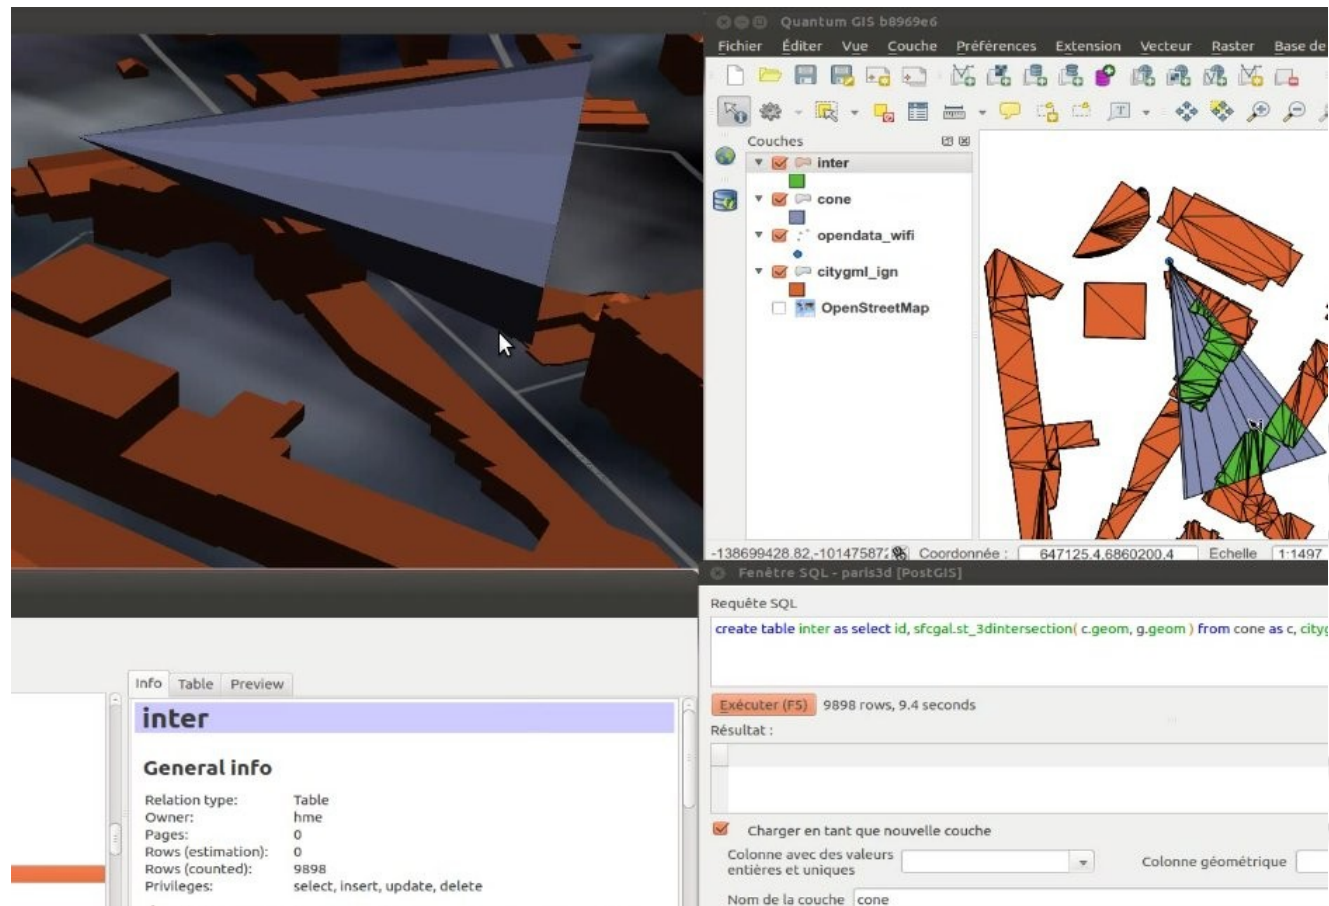 Quantum GIS b8969e6
Fichier Éditer Vue Couche Préférences Extension Vecteur Raster Base de
Couches
inter
cone
opendata_wifi
citygml_ign
OpenStreetMap
Coordonnée : 647125.4,6860200.4 Echelle 1:1497
Fenêtre SQL - paris3d [PostGIS]
Requête SQL
create table inter as select id, sfcgal.st_3dintersection( c.geom, g.geom ) from cone as c, cityg
Exécuter (F5) 9898 rows, 9.4 seconds
Résultat :
Charger en tant que nouvelle couche
Colonne avec des valeurs
entières et uniques
Colonne géométrique
Nom de la couche cone
Info Table Preview
inter
General info
Relation type: Table
Owner: hme
Pages: 0
Rows (estimation): 0
Rows (counted): 9898
Privileges: select, insert, update, delete